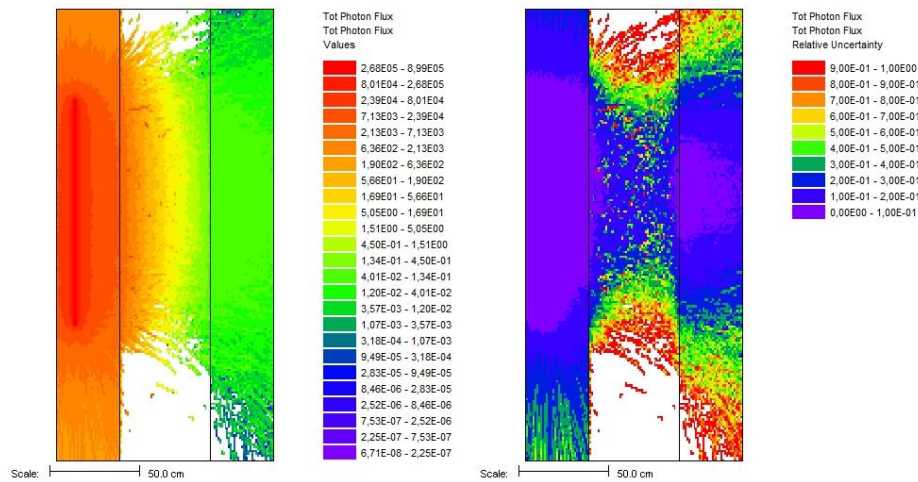 Tot Photon Flux
Tot Photon Flux
Values
2,68E05 - 8,99E05
8,01E04 - 2,68E05
2,39E04 - 8,01E04
7,13E03 - 2,39E04
2,13E03 - 7,13E03
6,36E02 - 2,13E03
1,90E02 - 6,36E02
5,66E01 - 1,90E02
1,69E01 - 5,66E01
5,05E00 - 1,69E01
1,51E00 - 5,05E00
4,50E-01 - 1,51E00
1,34E-01 - 4,50E-01
4,01E-02 - 1,34E-01
1,20E-02 - 4,01E-02
3,57E-03 - 1,20E-02
1,07E-03 - 3,57E-03
3,18E-04 - 1,07E-03
9,49E-05 - 3,18E-04
2,83E-05 - 9,49E-05
8,46E-06 - 2,83E-05
2,52E-06 - 8,46E-06
7,53E-07 - 2,52E-06
2,25E-07 - 7,53E-07
6,71E-08 - 2,25E-07
Scale:
50.0 cm
Tot Photon Flux
Tot Photon Flux
Relative Uncertainty
9,00E-01 - 1,00E00
8,00E-01 - 9,00E-01
7,00E-01 - 8,00E-01
6,00E-01 - 7,00E-01
5,00E-01 - 6,00E-01
4,00E-01 - 5,00E-01
3,00E-01 - 4,00E-01
2,00E-01 - 3,00E-01
1,00E-01 - 2,00E-01
0,00E00 - 1,00E-01
Scale:
50.0 cm